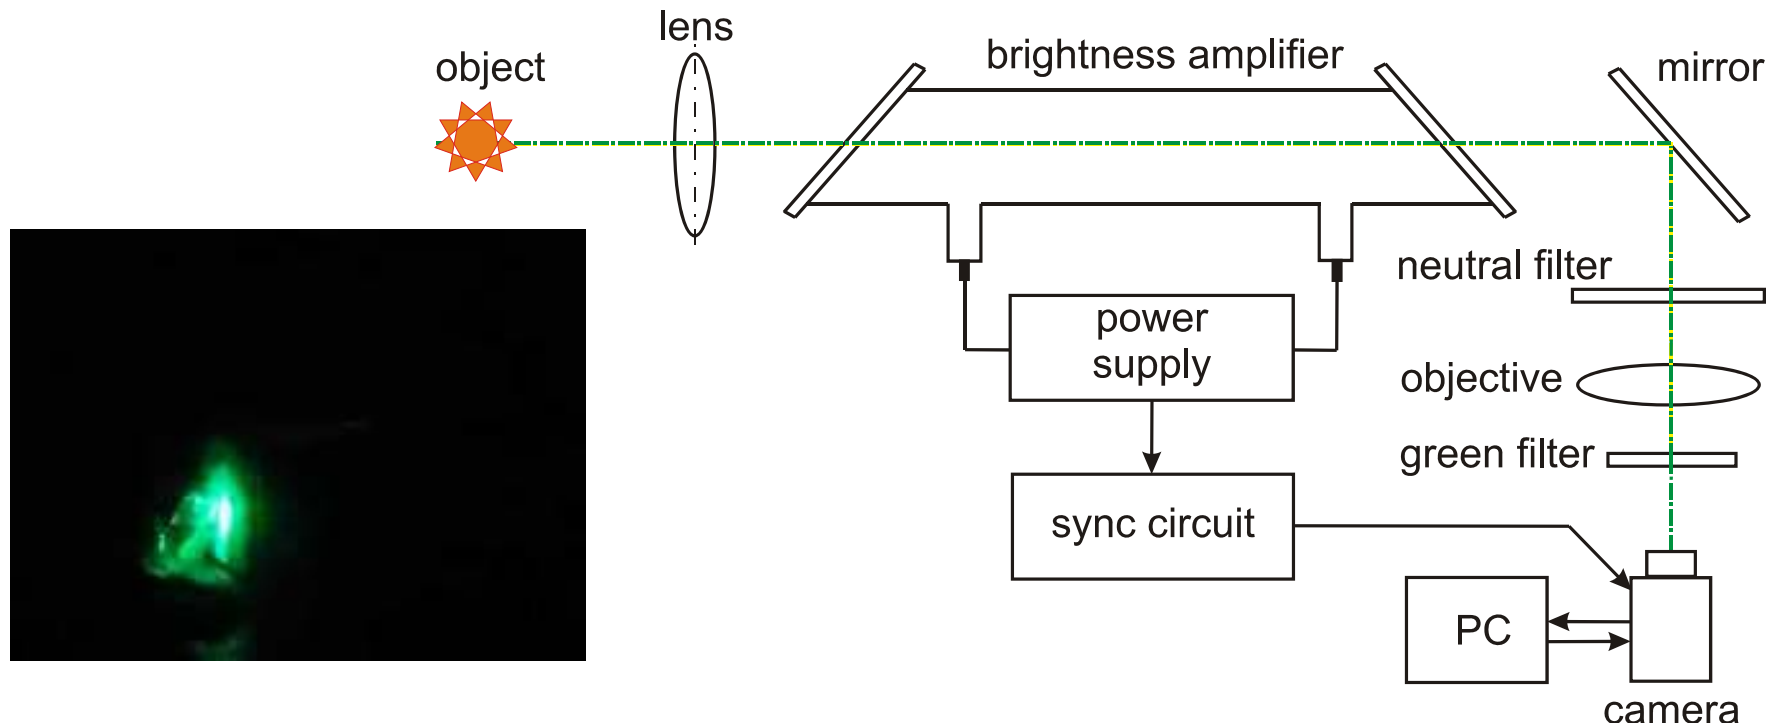 lens
object
brightness amplifier
mirror
neutral filter
power
supply
objective
green filter
sync circuit
PC
camera